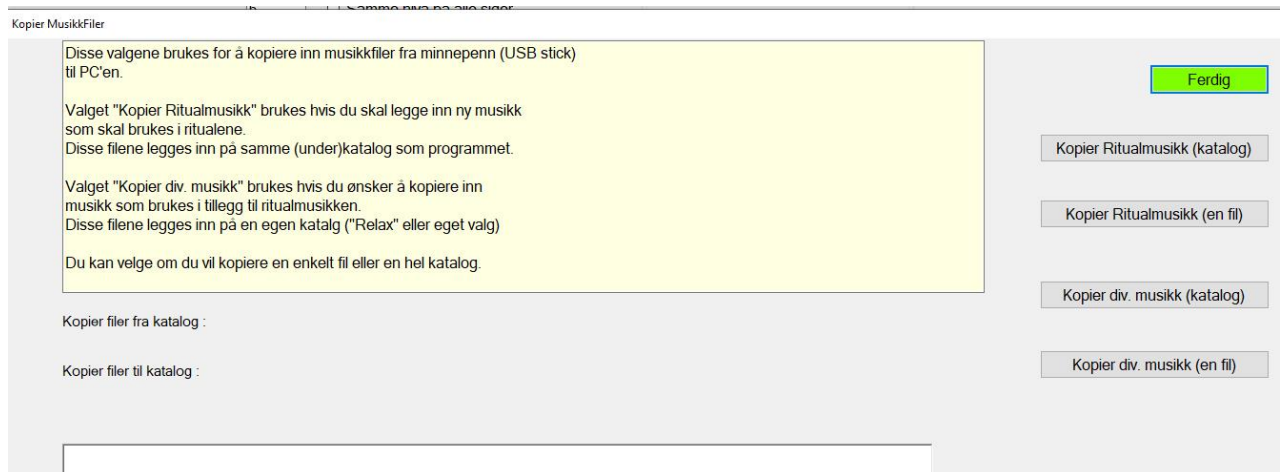 Samme nivå på alle sider
Kopier MusikkFiler
Disse valgene brukes for å kopiere inn musikkfiler fra minnepenn (USB stick)
til PC'en.
Valget "Kopier Ritualmusikk" brukes hvis du skal legge inn ny musikk
som skal brukes i ritualene.
Disse filene legges inn på samme (under)katalog som programmet.
Valget "Kopier div. musikk" brukes hvis du ønsker å kopiere inn
musikk som brukes i tillegg til ritualmusikken.
Disse filene legges inn på en egen katalg ("Relax" eller eget valg)
Du kan velge om du vil kopiere en enkelt fil eller en hel katalog.
Kopier filer fra katalog :
Kopier filer til katalog :
Ferdig
Kopier Ritualmusikk (katalog)
Kopier Ritualmusikk (en fil)
Kopier div. musikk (katalog)
Kopier div. musikk (en fil)